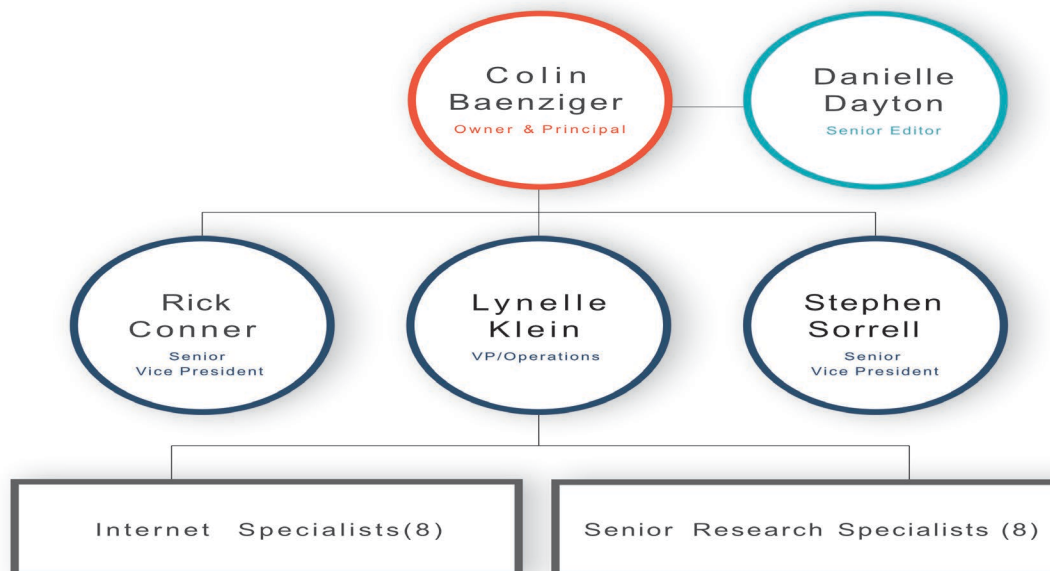 Colin
Baenziger
Owner & Principal
Danielle
Dayton
Senior Editor
Rick
Conner
Senior
Vice President
Lynelle
Klein
VP/Operations
Stephen
Sorrell
Senior
Vice President
Internet Specialists(8)
Senior Research Specialists (8)